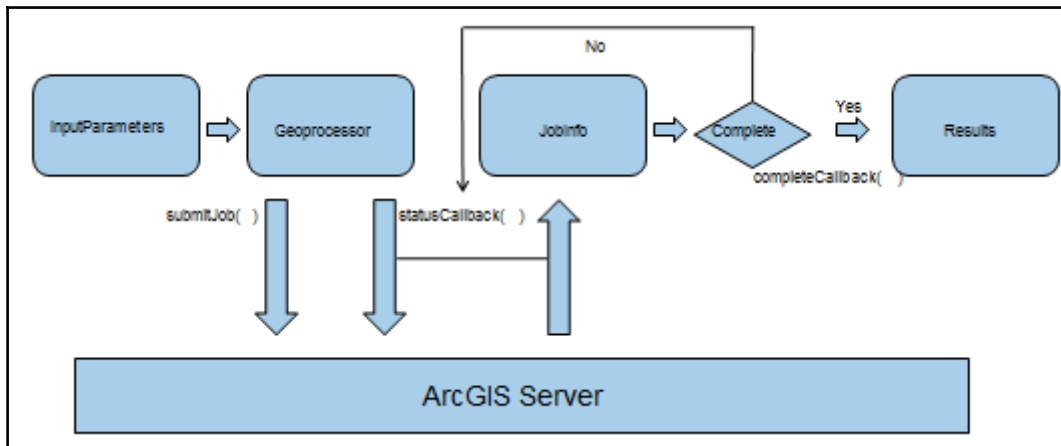 No
InputParameters
Geoprocessor
JobInfo
Complete
Yes
Results
completeCallback( )
submitJob( )
statusCallback( )
ArcGIS Server